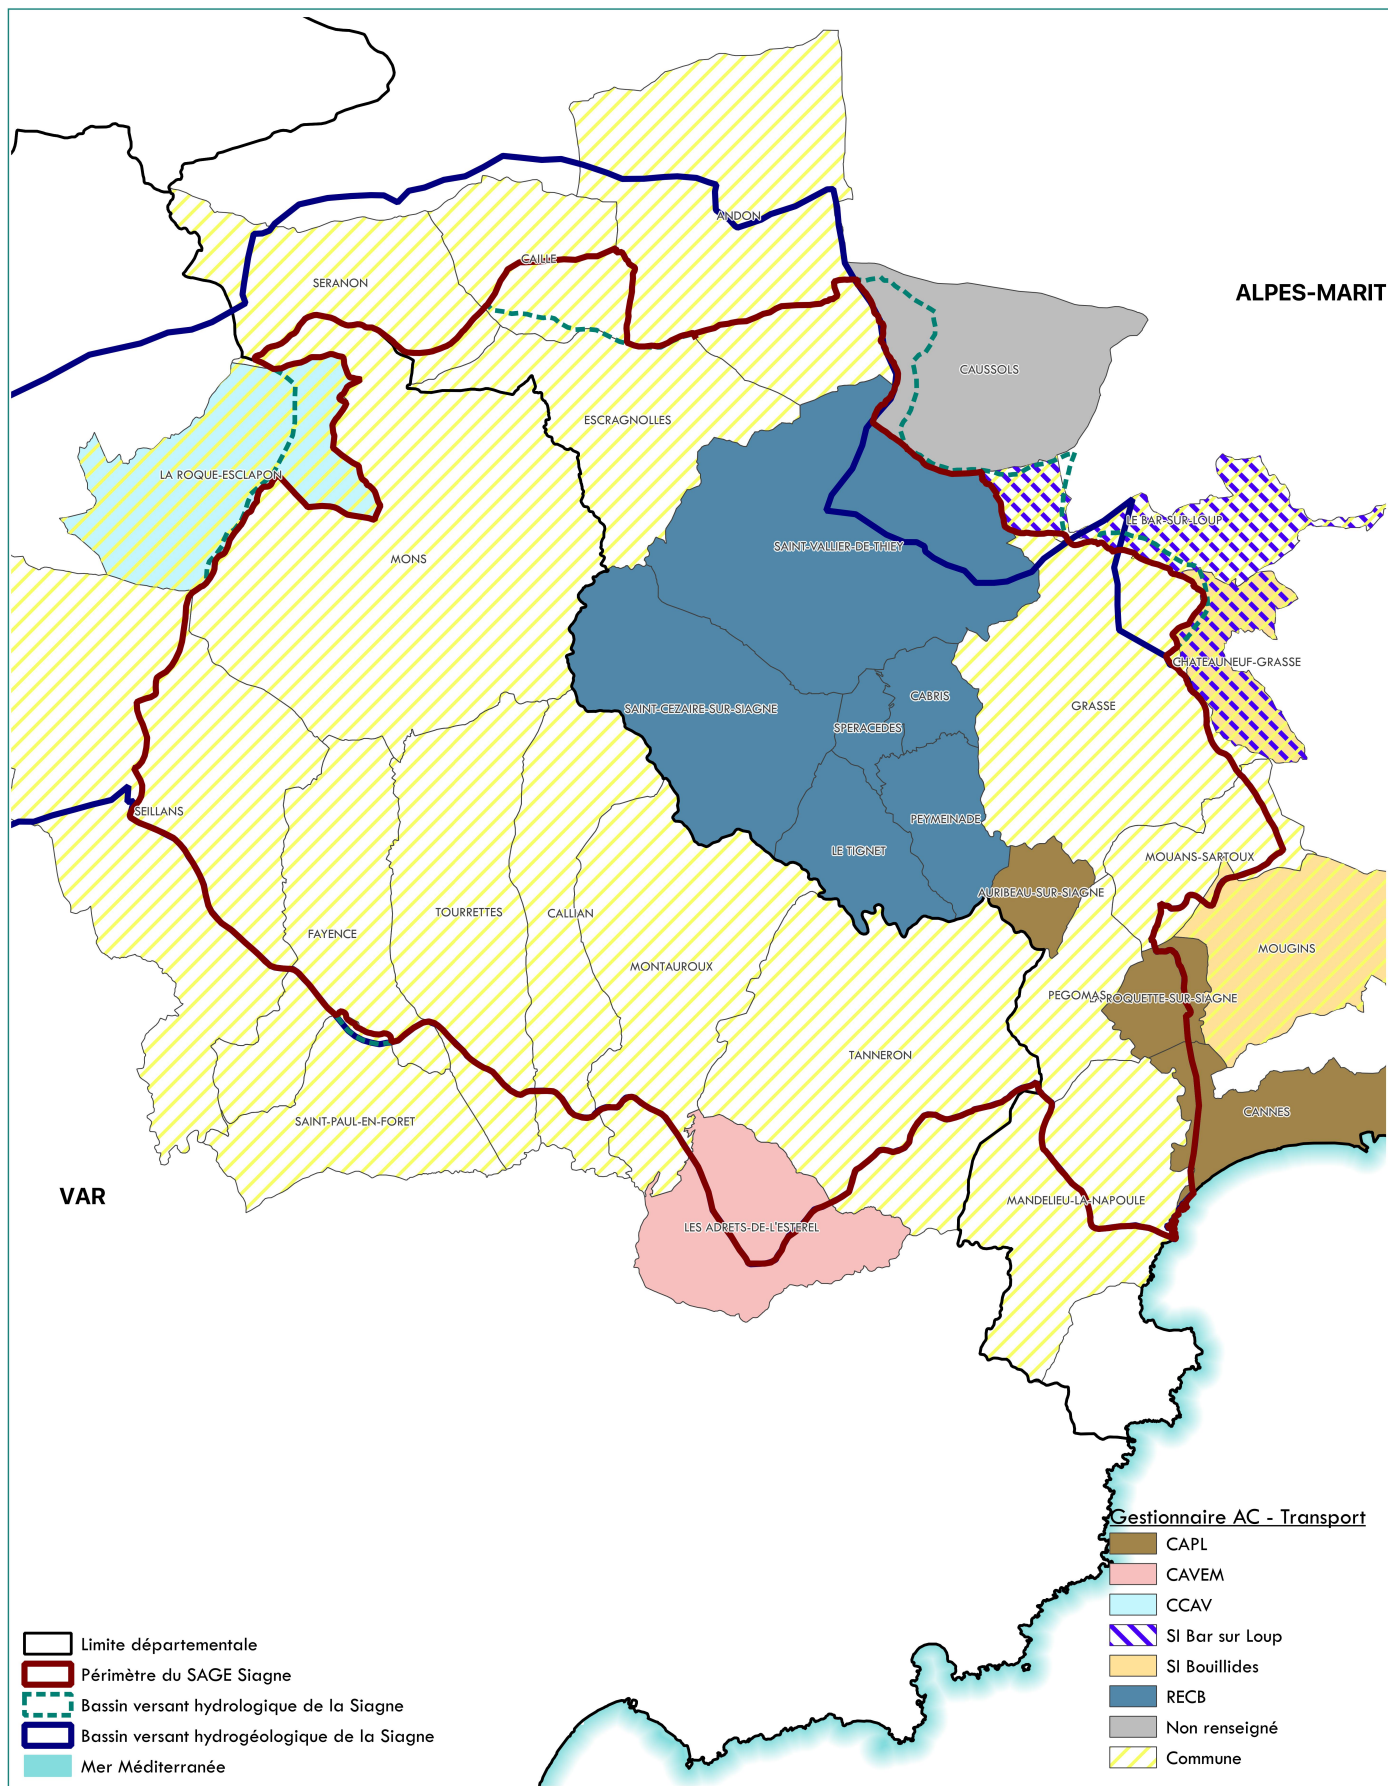 ANDON
CAILLE
SERANON
ALPES-MARIT
CAUSSOLS
ESCRAGNOLLES
LA ROQUE-ESCLAPON
LE BAR-SUR-LOUP
SAINT-VALLIER-DE-THIEY
MONS
CHATEAUNEUF-GRASSE
CABRIS
GRASSE
SAINT-CEZAIRE-SUR-SIAGNE
SPERACEDES
SEILLANS
PEYMEINADE
LE TIGNET
MOUANS-SARTOUX
AURIBEAU-SUR-SIAGNE
TOURRETTES
CALLIAN
FAYENCE
MOUGINS
MONTAUROUX
PEGOMAS
ROQUETTE-SUR-SIAGNE
TANNERON
CANNES
SAINT-PAUL-EN-FORET
VAR
MANDELIEU-LA-NAPOULE
LES ADRETS-DE-L'ESTEREL
Gestionnaire AC - Transport
CAPL
CAVEM
CCAV
SI Bar sur Loup
SI Bouillides
RECB
Non renseigné
Commune
Limite départementale
Périmètre du SAGE Siagne
Bassin versant hydrologique de la Siagne
Bassin versant hydrogéologique de la Siagne
Mer Méditerranée